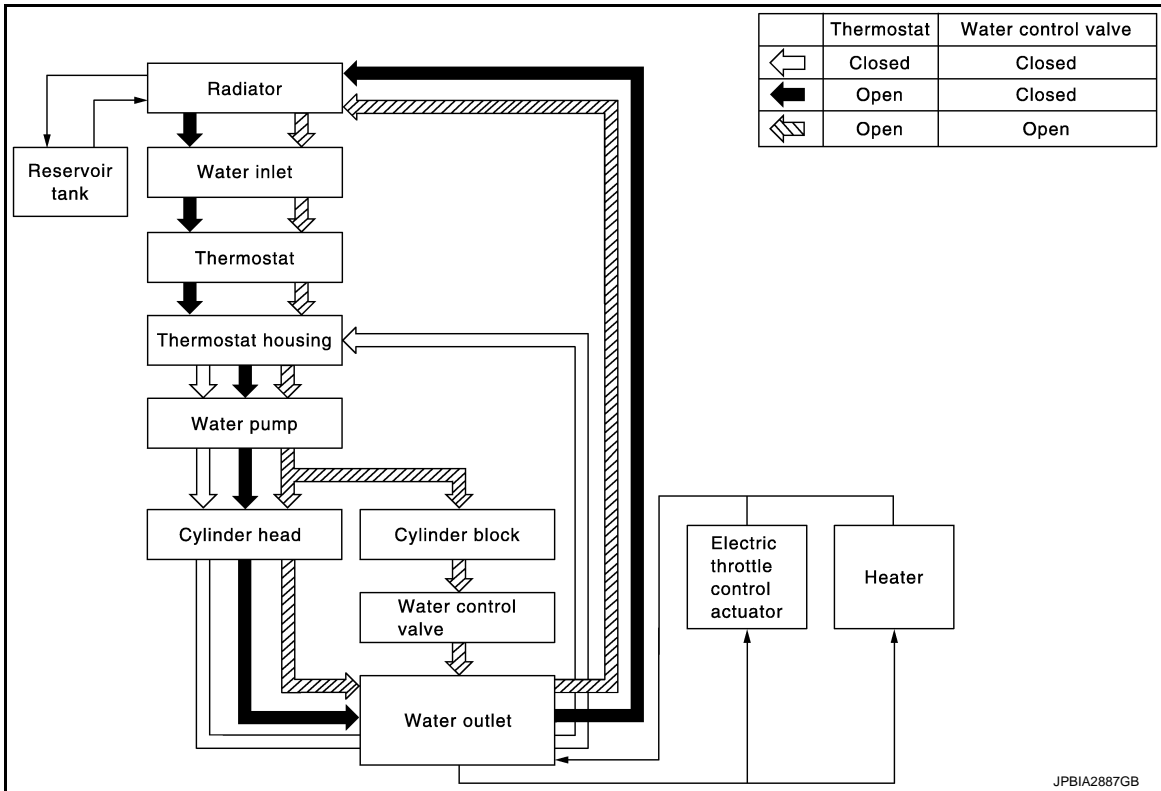 Thermostat Water control valve
Closed Closed
Open Closed
Open Open
Radiator
Reservoir
tank
Water inlet
Thermostat
Thermostat housing
Water pump
Cylinder head
Cylinder block
Water control
valve
Water outlet
Electric
throttle
control
actuator
Heater
JPBIA2887GB